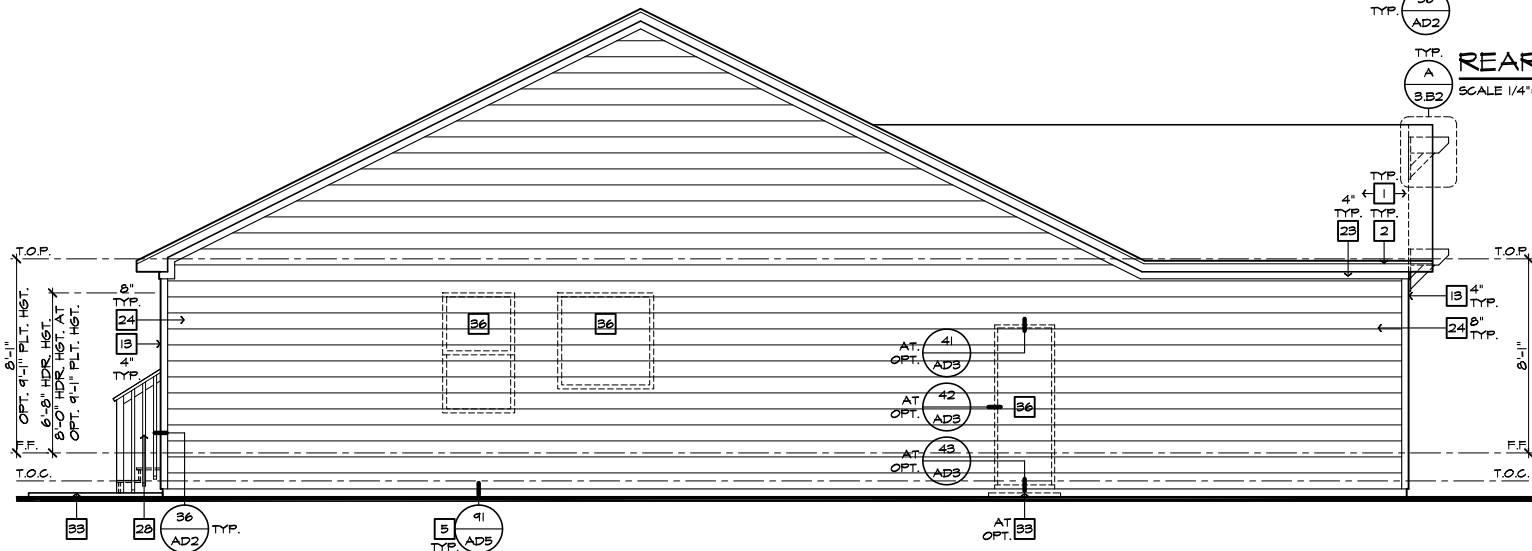 TYP.
AD2
TYP.
A
3.B2
REAR
SCALE 1/4"=
TYP.
1
4"
TYP.
TYP.
23
2
T.O.P.
T.O.P.
8"
TYP.
24
13
4"
TYP.
36
36
13
4"
TYP.
24
8"
TYP.
8'-1"
OPT. 9'-1" PLT. HGT.
6'-8" HDR. HGT.
8'-0" HDR. HGT. AT
OPT. 9'-1" PLT. HGT.
8'-1"
AT
OPT.
41
AD3
AT
OPT.
42
AD3
36
AT
OPT.
43
AD3
F.F.
F.F.
T.O.C.
T.O.C.
33
28
36
AD2
TYP.
5
TYP.
91
AD5
AT
OPT.
33